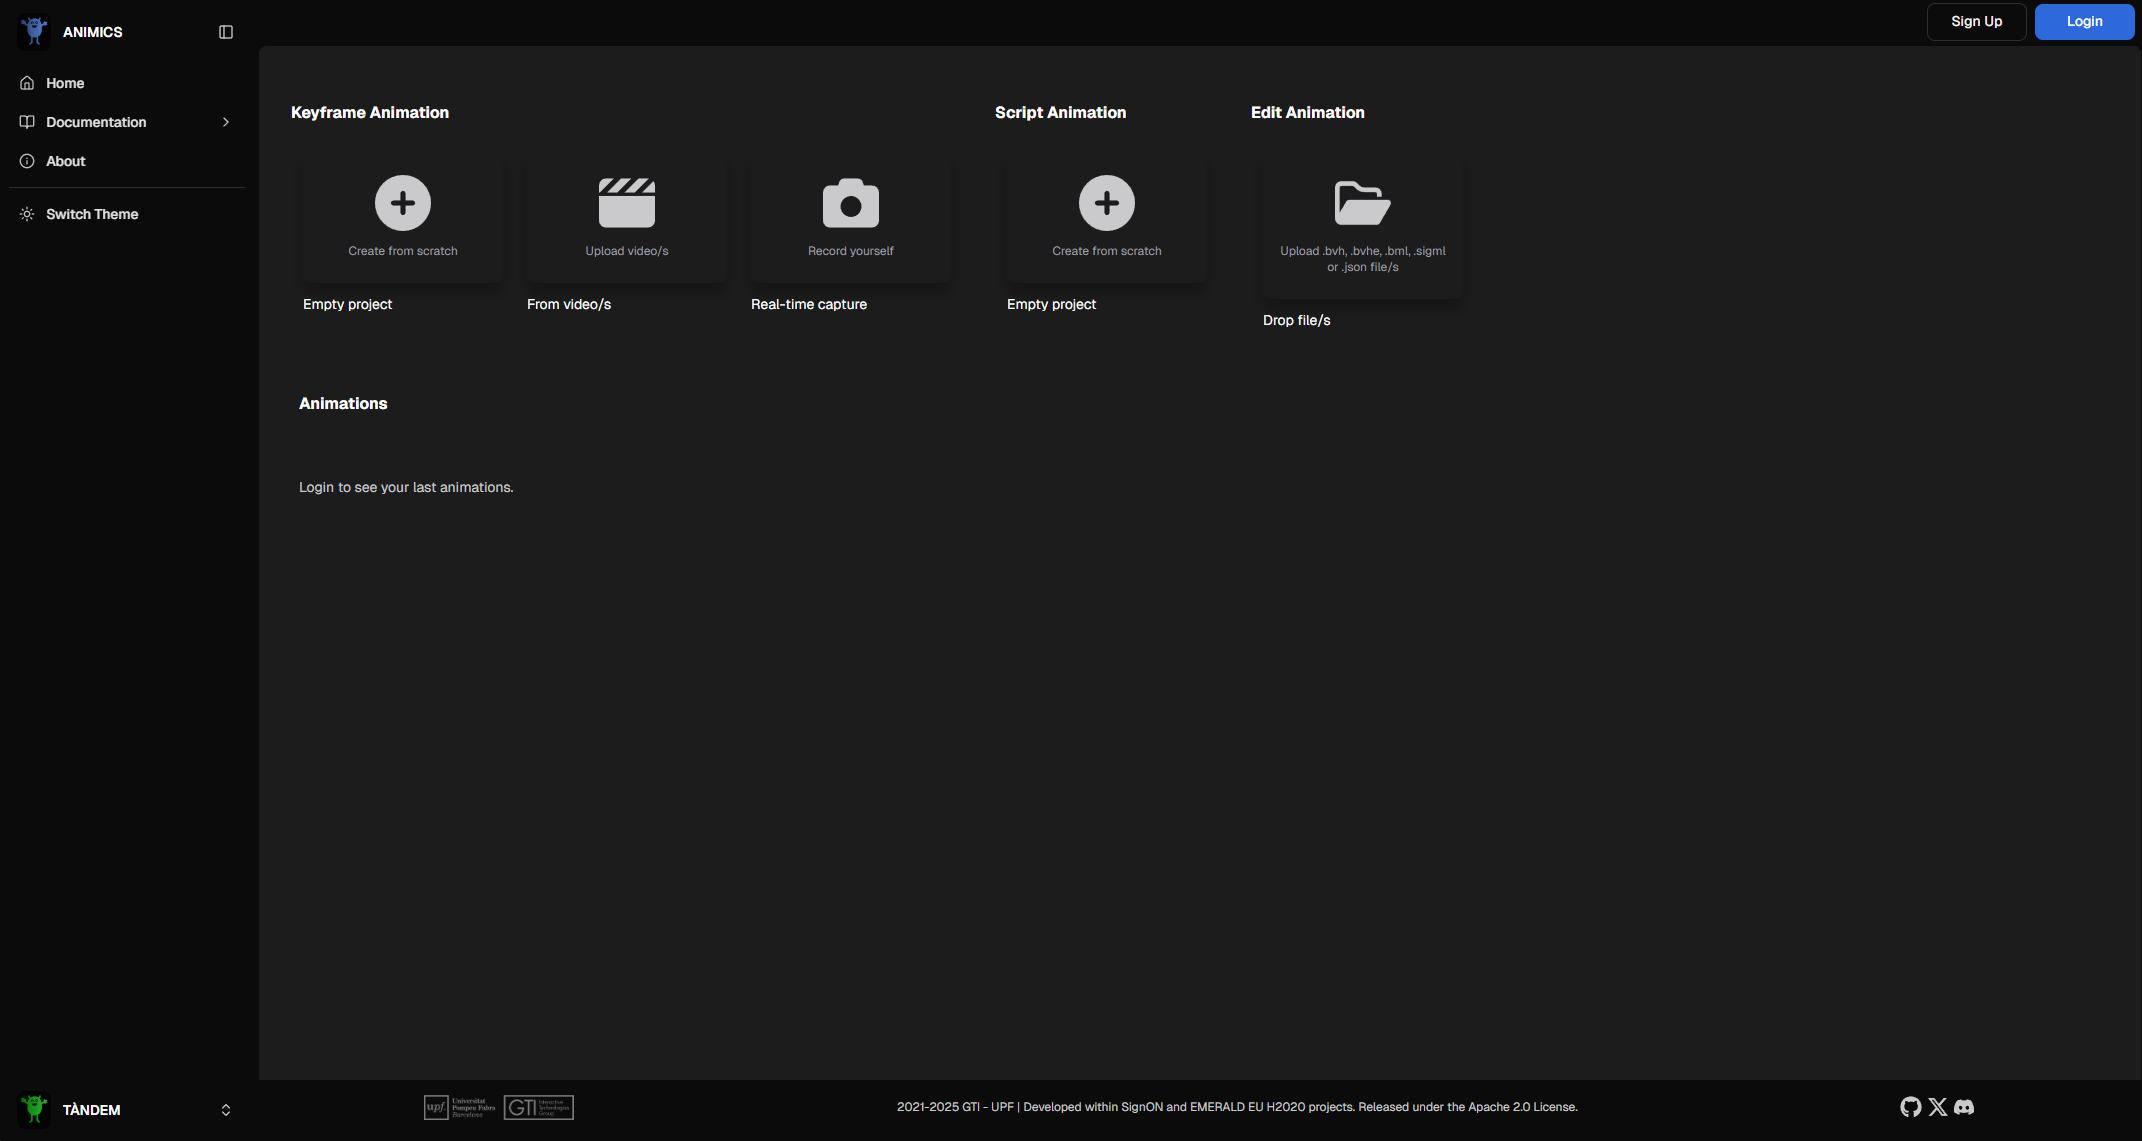 ANIMICS
Sign Up
Login
Home
Documentation
About
Switch Theme
Keyframe Animation
Script Animation
Edit Animation
Create from scratch
Upload video/s
Record yourself
Create from scratch
Upload .bvh, .bvhe, .bml, .sigml
or .json file/s
Empty project
From video/s
Real-time capture
Empty project
Drop file/s
Animations
Login to see your last animations.
TÀNDEM
upf.
Universitat
Pompeu Fabra
Barcelona
GTI
Interactive
Technologies
Group
2021-2025 GTI - UPF | Developed within SignON and EMERALD EU H2020 projects. Released under the Apache 2.0 License.